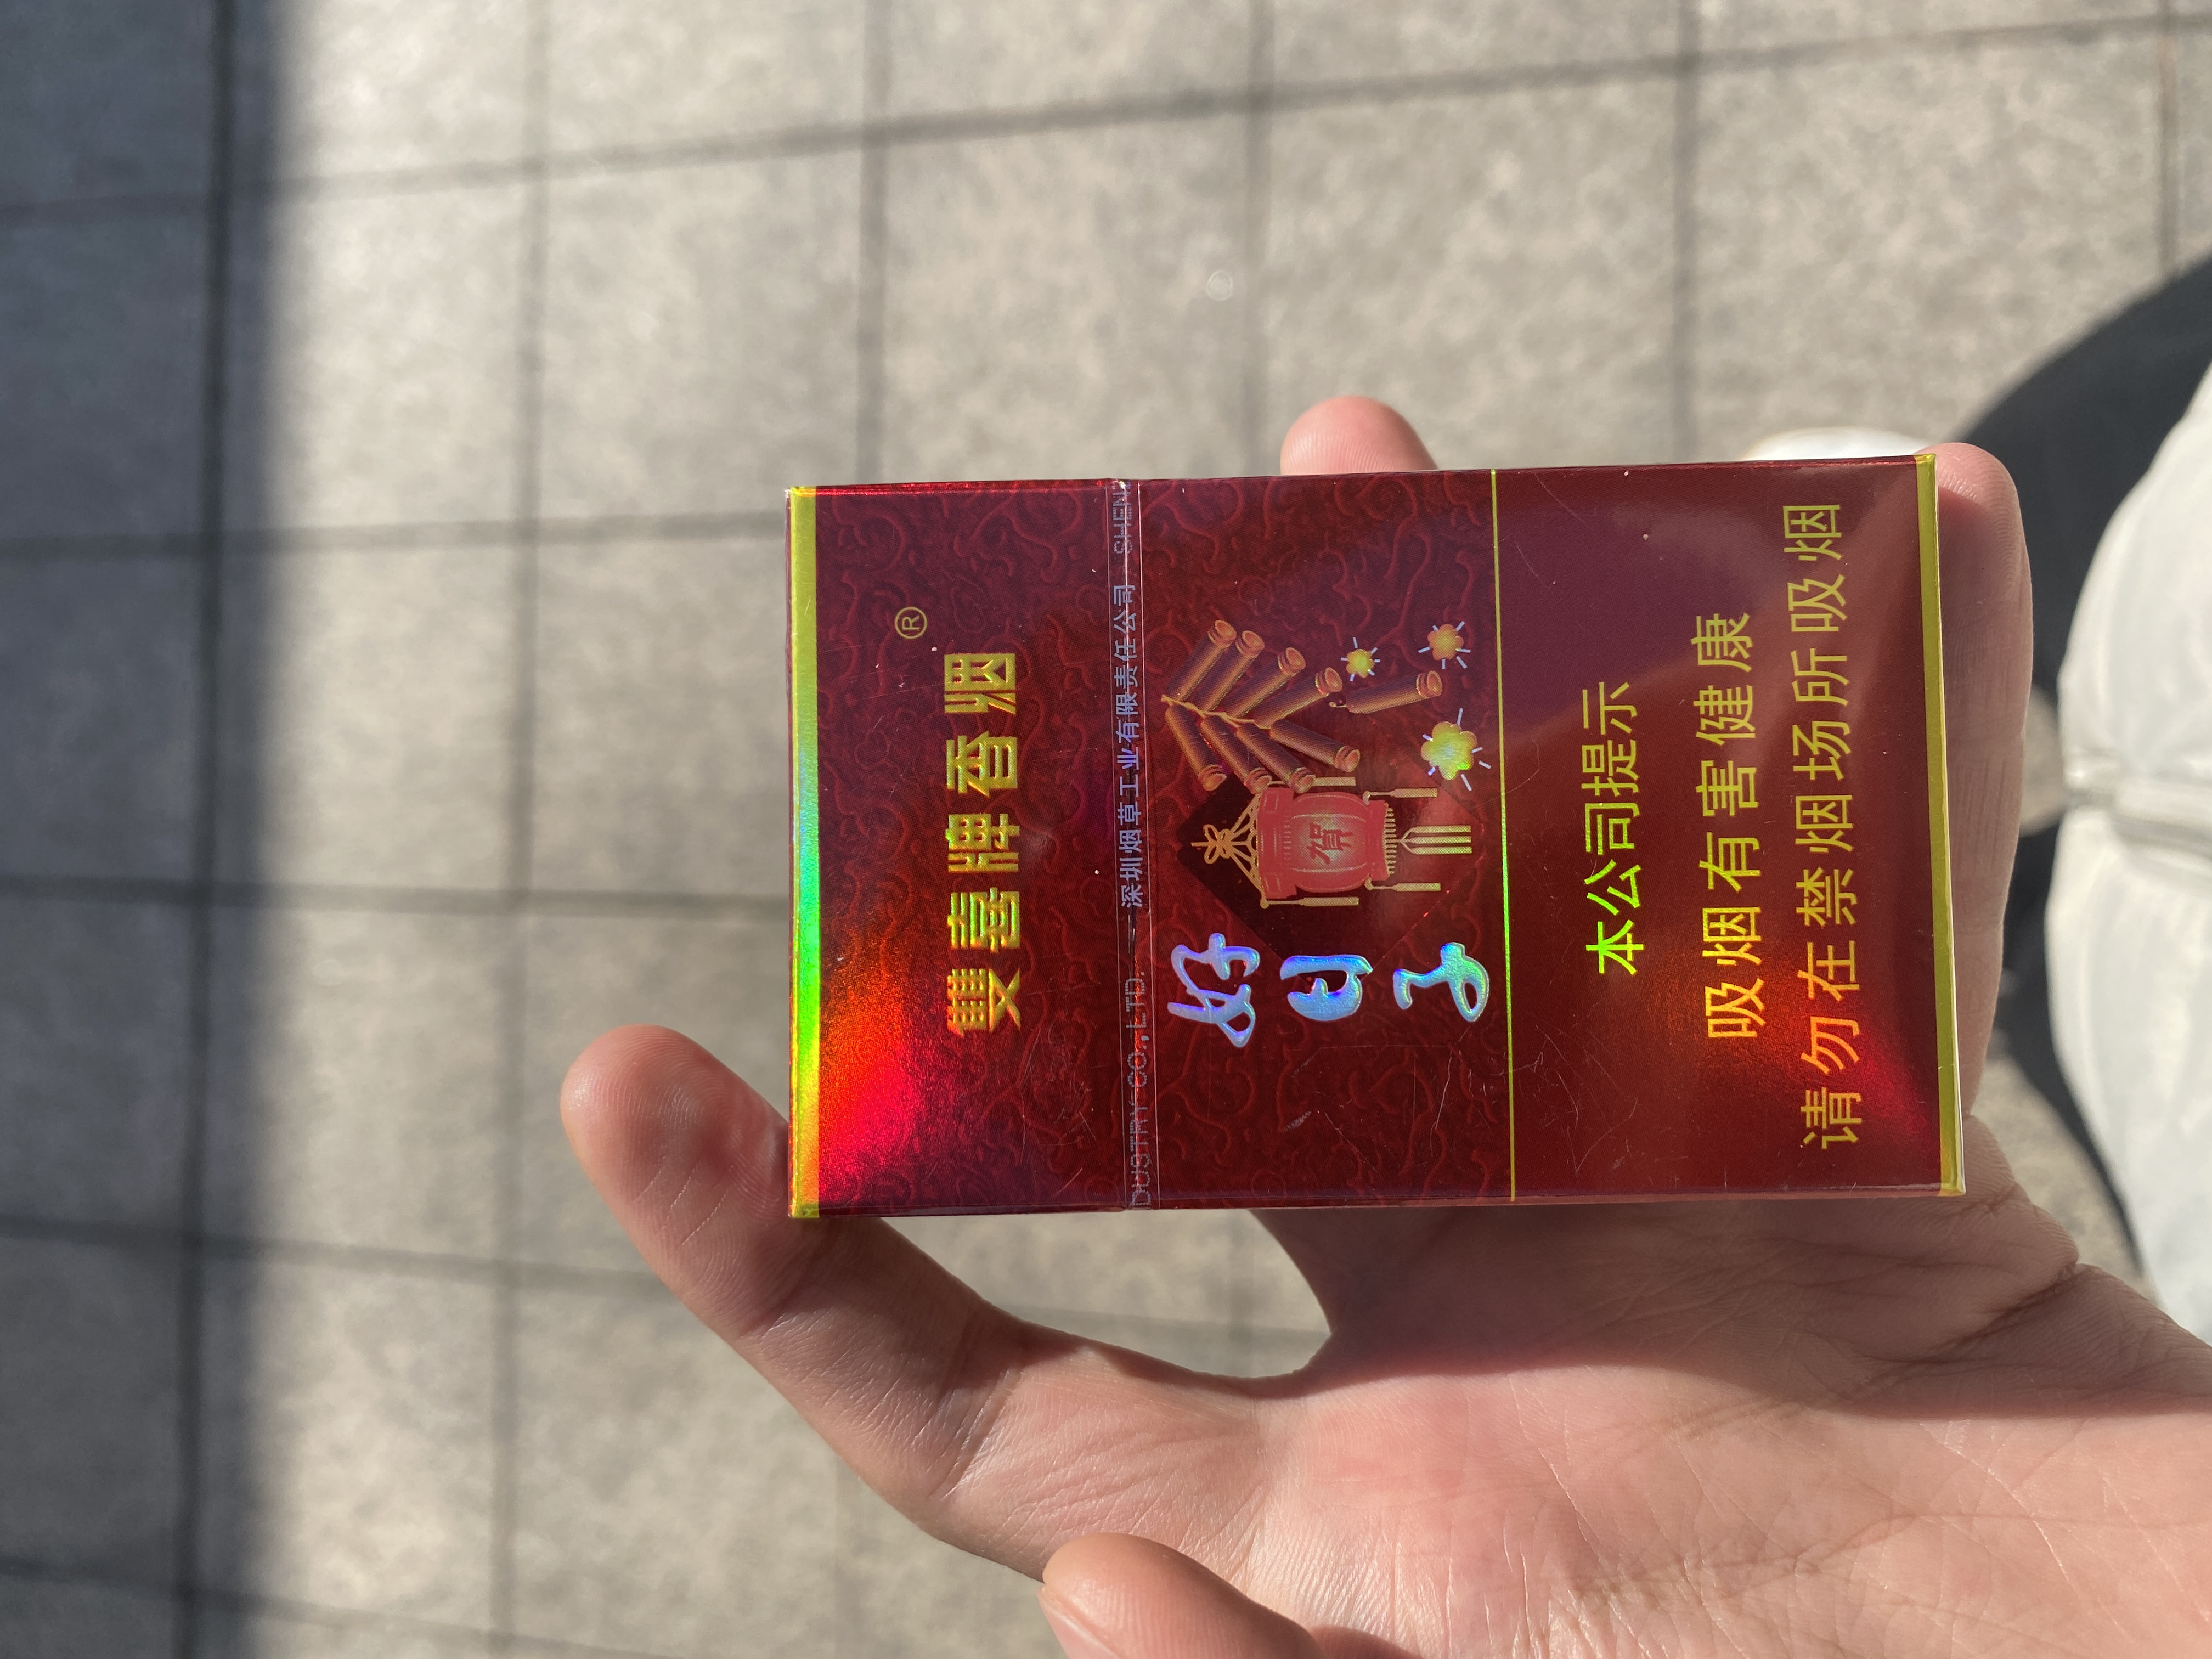 ®
雙喜牌香烟
DUSTRY CO.,LTD. 深圳烟草工业有限责任公司 SHEN
好日子
賀
本公司提示
吸烟有害健康
请勿在禁烟场所吸烟